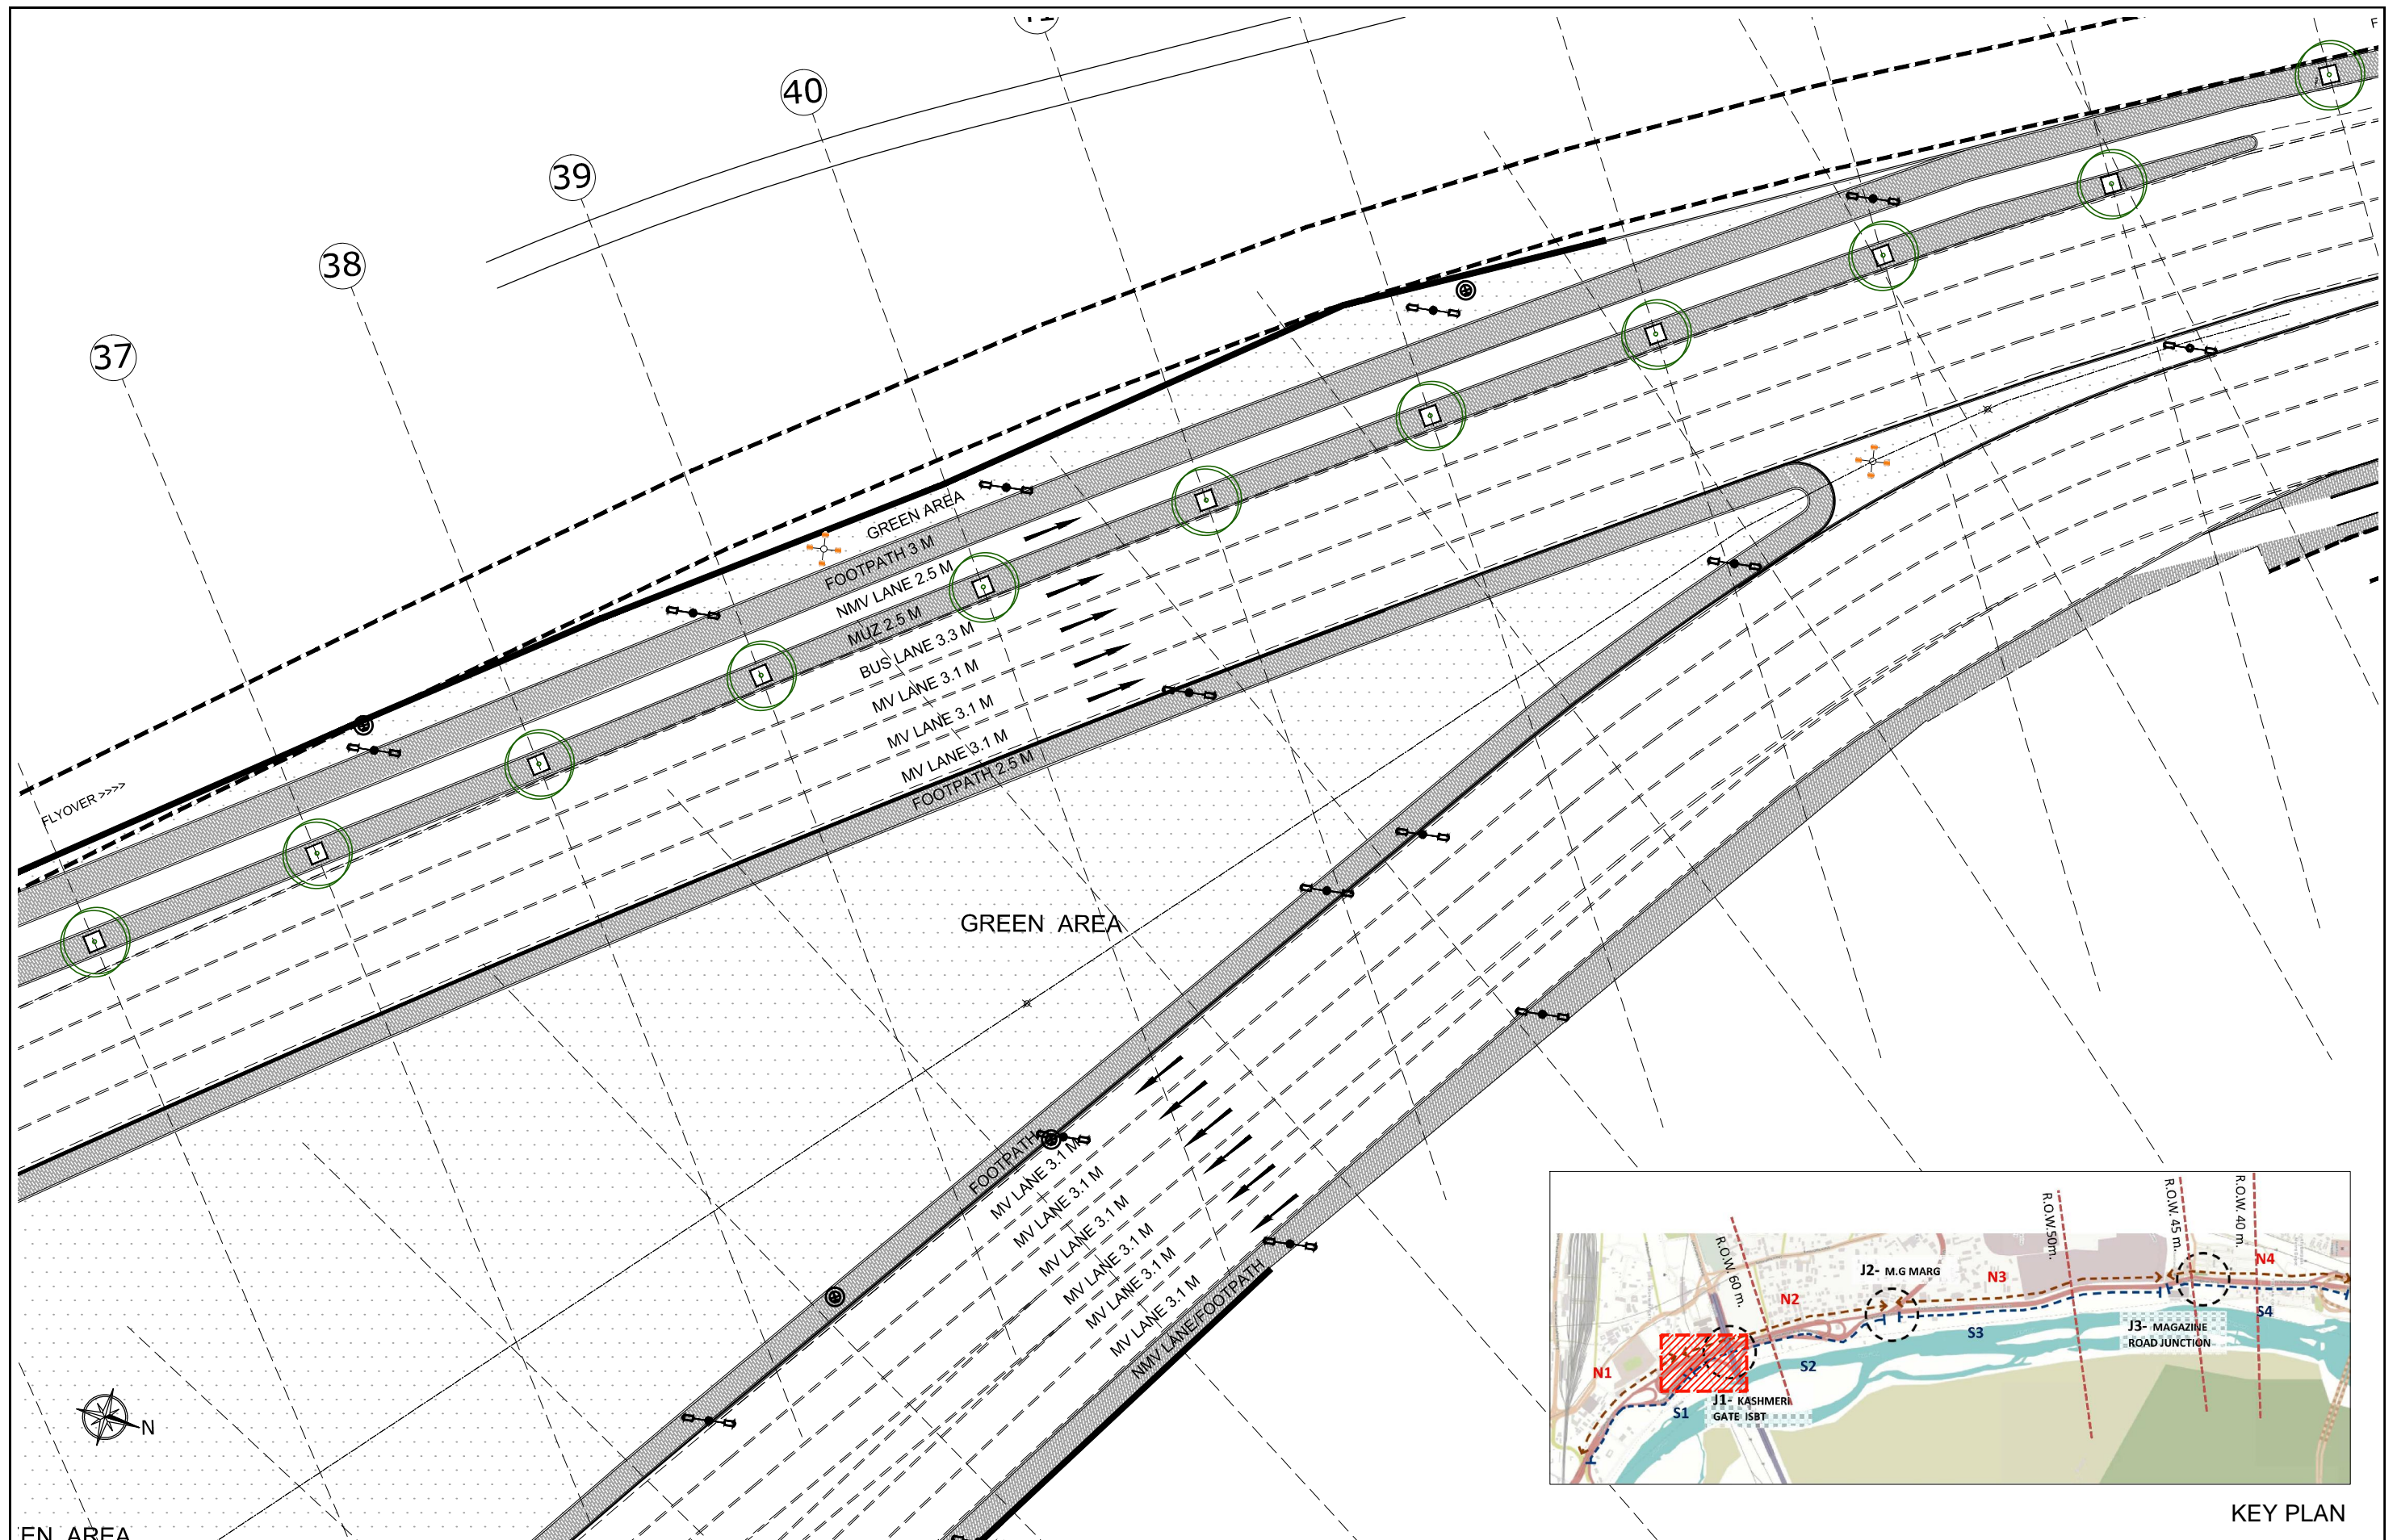 41
40
39
38
37
GREEN AREA
FOOTPATH 3 M
NMV LANE 2.5 M
MUZ 2.5 M
BUS LANE 3.3 M
MV LANE 3.1 M
MV LANE 3.1 M
MV LANE 3.1 M
FOOTPATH 2.5 M
FLYOVER >>>>
GREEN AREA
FOOTPATH
MV LANE 3.1 M
MV LANE 3.1 M
MV LANE 3.1 M
MV LANE 3.1 M
MV LANE 3.1 M
MV LANE 3.1 M
NMV LANE/FOOTPATH
N
EN AREA
R.O.W. 60 m.
R.O.W.50m.
R.O.W. 45 m.
R.O.W. 40 m.
J2- M.G MARG
N3
N4
N2
S4
S3
J3- MAGAZINE
ROAD JUNCTION
S2
N1
S1
J1- KASHMERI
GATE ISBT
KEY PLAN